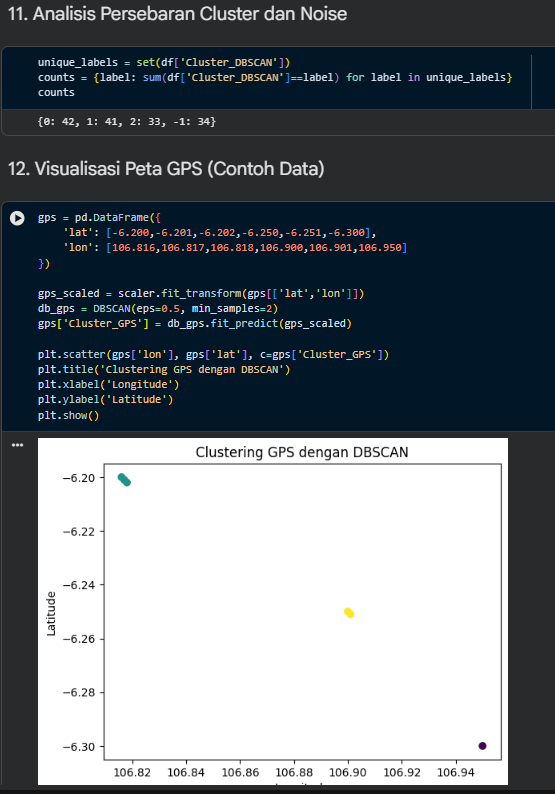 11. Analisis Persebaran Cluster dan Noise
unique_labels = set(df['Cluster_DBSCAN'])
counts = {label: sum(df['Cluster_DBSCAN']==label) for label in unique_labels}
counts
{0: 42, 1: 41, 2: 33, -1: 34}
12. Visualisasi Peta GPS (Contoh Data)
gps = pd.DataFrame({
    'lat': [-6.200,-6.201,-6.202,-6.250,-6.251,-6.300],
    'lon': [106.816,106.817,106.818,106.900,106.901,106.950]
})
gps_scaled = scaler.fit_transform(gps[['lat','lon']])
db_gps = DBSCAN(eps=0.5, min_samples=2)
gps['Cluster_GPS'] = db_gps.fit_predict(gps_scaled)
plt.scatter(gps['lon'], gps['lat'], c=gps['Cluster_GPS'])
plt.title('Clustering GPS dengan DBSCAN')
plt.xlabel('Longitude')
plt.ylabel('Latitude')
plt.show()
Clustering GPS dengan DBSCAN
−6.20
−6.22
−6.24
−6.26
−6.28
−6.30
Latitude
106.82 106.84 106.86 106.88 106.90 106.92 106.94